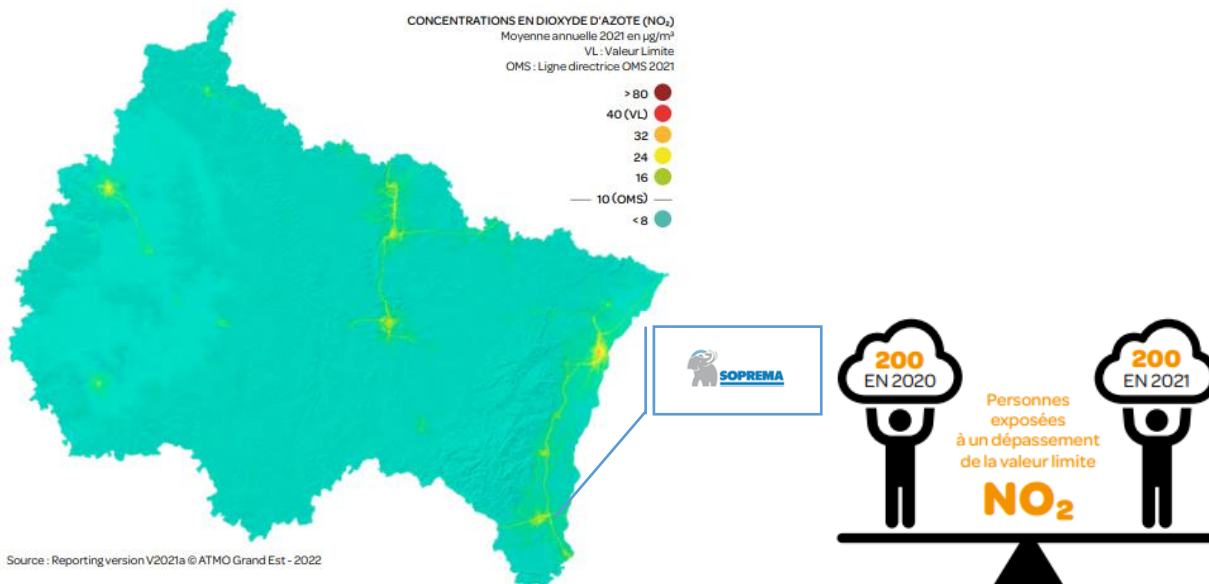 CONCENTRATIONS EN DIOXYDE D'AZOTE (NO₂)
Moyenne annuelle 2021 en µg/m³
VL : Valeur Limite
OMS : Ligne directrice OMS 2021
> 80
40 (VL)
32
24
16
10 (OMS)
< 8
SOPREMA
200
EN 2020
200
EN 2021
Personnes
exposées
à un dépassement
de la valeur limite
NO₂
Source : Reporting version V2021a © ATMO Grand Est - 2022